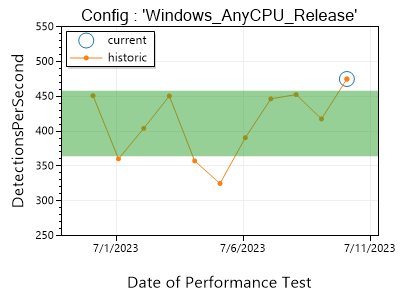 Config : 'Windows_AnyCPU_Release'
current
historic
DetectionsPerSecond
550
500
450
400
350
300
250
7/1/2023
7/6/2023
7/11/2023
Date of Performance Test